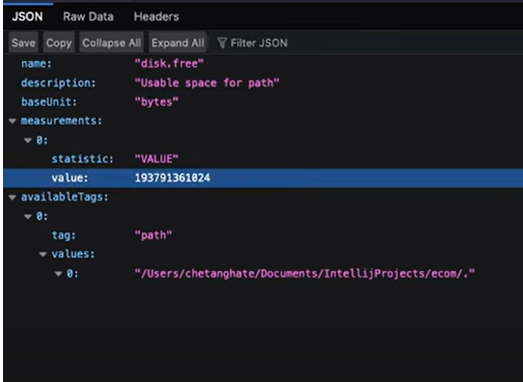 JSON Raw Data Headers
Save Copy Collapse All Expand All Filter JSON
name: "disk.free"
description: "Usable space for path"
baseUnit: "bytes"
measurements:
0:
statistic: "VALUE"
value: 193791361024
availableTags:
0:
tag: "path"
values:
0: "/Users/chetanghate/Documents/IntellijProjects/ecom/."